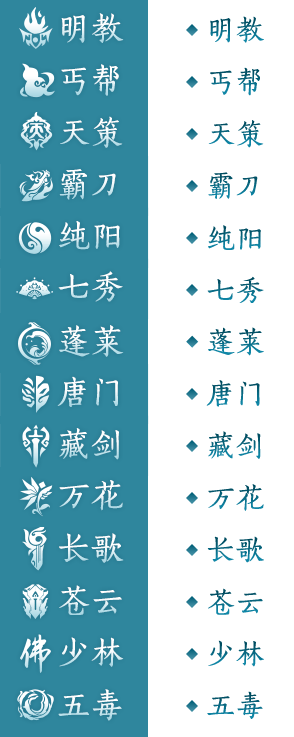 明教 明教
丐帮 丐帮
天策 天策
霸刀 霸刀
纯阳 纯阳
七秀 七秀
蓬莱 蓬莱
唐门 唐门
藏剑 藏剑
万花 万花
长歌 长歌
苍云 苍云
佛 少林 少林
五毒 五毒